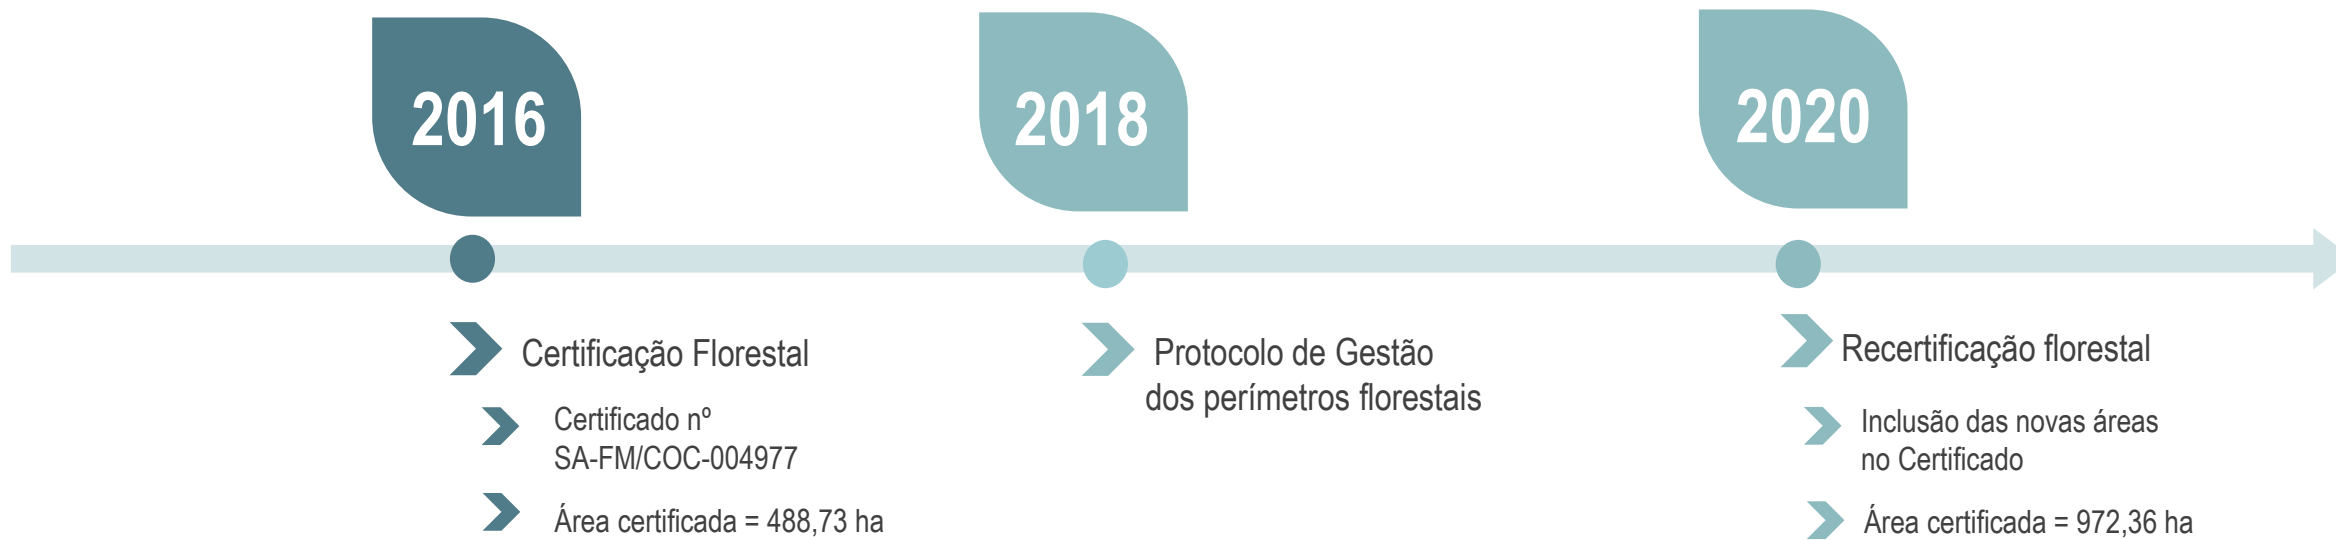 2016
Certificação Florestal
Certificado nº
SA-FM/COC-004977
Área certificada = 488,73 ha
2018
Protocolo de Gestão
dos perímetros florestais
2020
Recertificação florestal
Inclusão das novas áreas
no Certificado
Área certificada = 972,36 ha